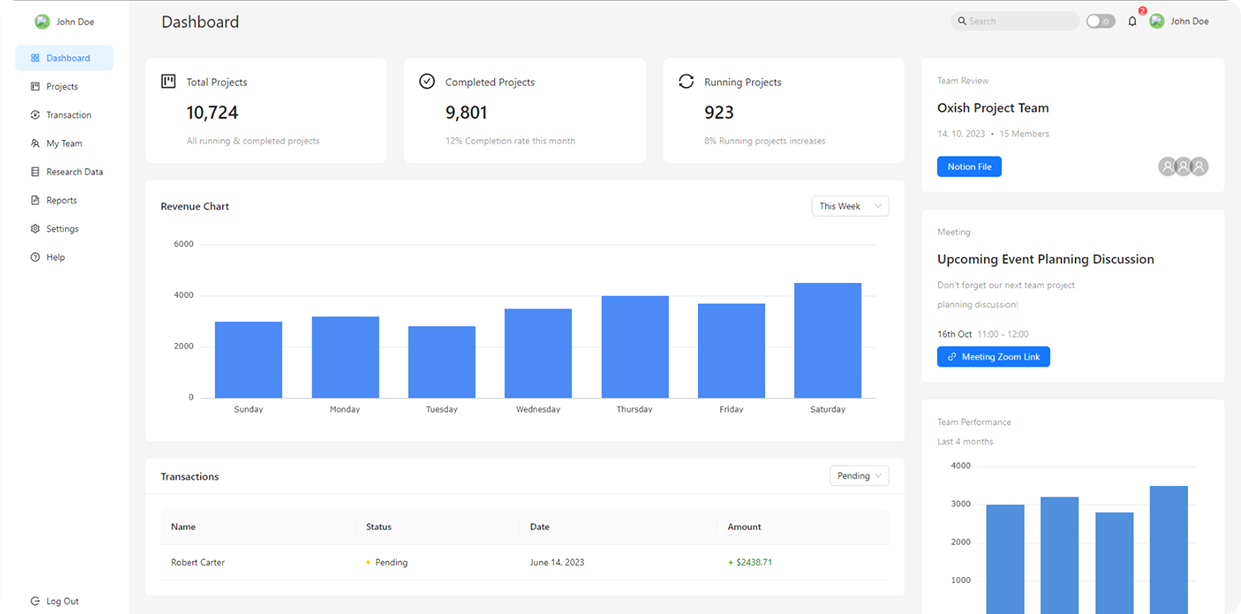 John Doe
Dashboard
Projects
Transaction
My Team
Research Data
Reports
Settings
Help
Log Out
Dashboard
Search
2
John Doe
Total Projects
10,724
All running & completed projects
Completed Projects
9,801
12% Completion rate this month
Running Projects
923
8% Running projects increases
Revenue Chart
This Week
6000
4000
2000
0
Sunday Monday Tuesday Wednesday Thursday Friday Saturday
Transactions
Pending
Name Status Date Amount
Robert Carter Pending June 14, 2023 + $2438.71
Team Review
Oxish Project Team
14, 10, 2023 • 15 Members
Notion File
Meeting
Upcoming Event Planning Discussion
Don't forget our next team project
planning discussion!
16th Oct 11:00 - 12:00
Meeting Zoom Link
Team Performance
Last 4 months
4000
3000
2000
1000